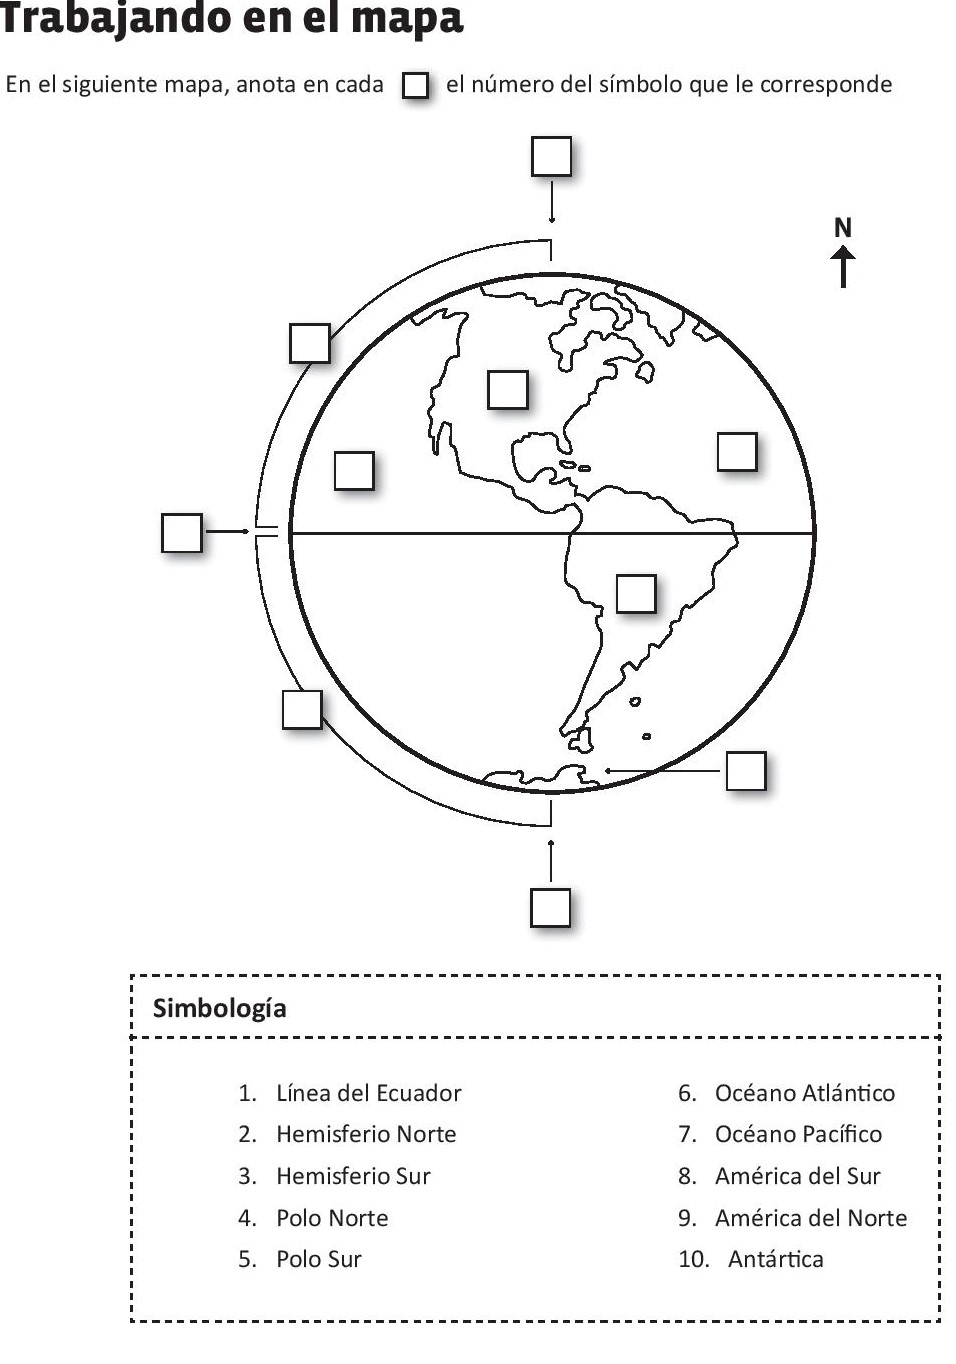 Trabajando en el mapa
En el siguiente mapa, anota en cada el número del símbolo que le corresponde
N
Simbología
1. Línea del Ecuador
2. Hemisferio Norte
3. Hemisferio Sur
4. Polo Norte
5. Polo Sur
6. Océano Atlántico
7. Océano Pacífico
8. América del Sur
9. América del Norte
10. Antártica